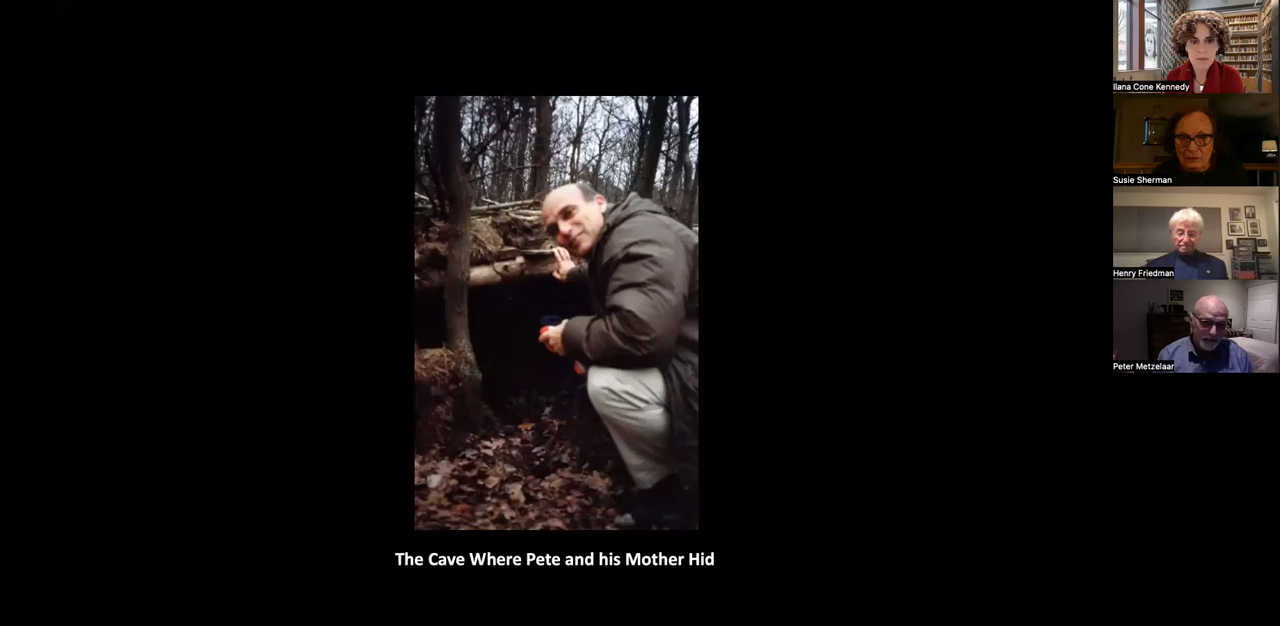 Ilana Cone Kennedy
Susie Sherman
Henry Friedman
Peter Metzelaar
The Cave Where Pete and his Mother Hid